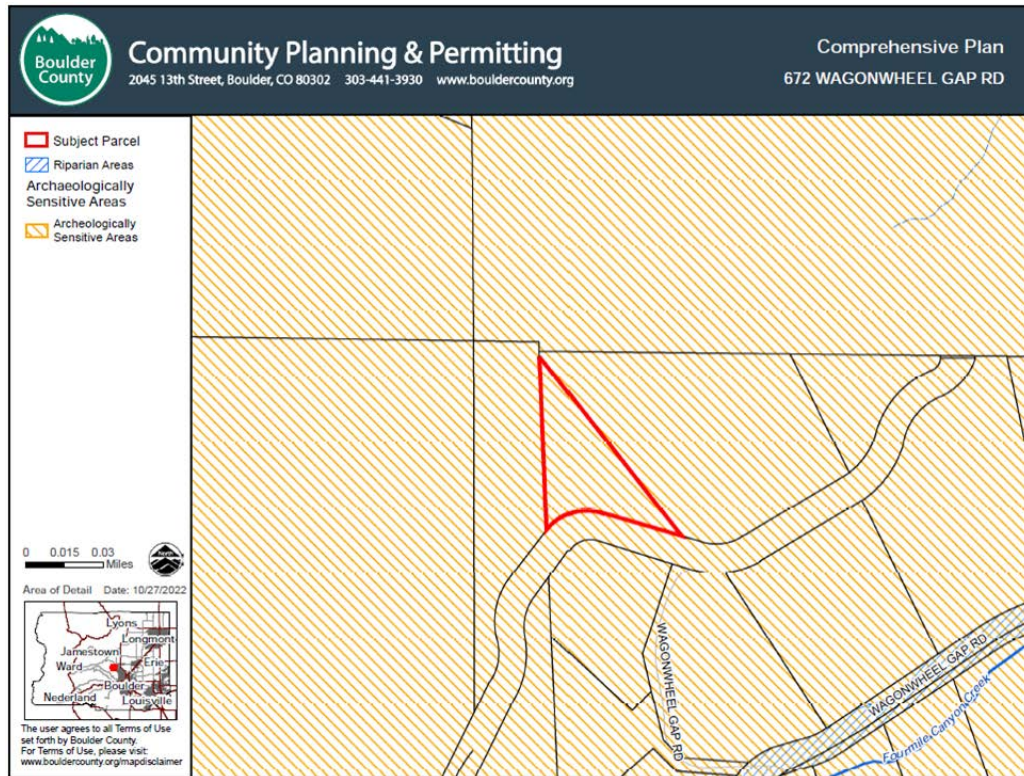 Boulder
County
Community Planning & Permitting
2045 13th Street, Boulder, CO 80302 303-441-3930 www.bouldercounty.org
Comprehensive Plan
672 WAGONWHEEL GAP RD
Subject Parcel
Riparian Areas
Archaeologically
Sensitive Areas
Archeologically
Sensitive Areas
0 0.015 0.03
Miles
North
Area of Detail Date: 10/27/2022
Lyons
Longmont
Jamestown
Ward
Erie
Boulder
Nederland
Louisville
The user agrees to all Terms of Use
set forth by Boulder County.
For Terms of Use, please visit:
www.bouldercounty.org/mapdisclaimer
WAGONWHEEL GAP RD
WAGONWHEEL GAP RD
Fourmile Canyon Creek